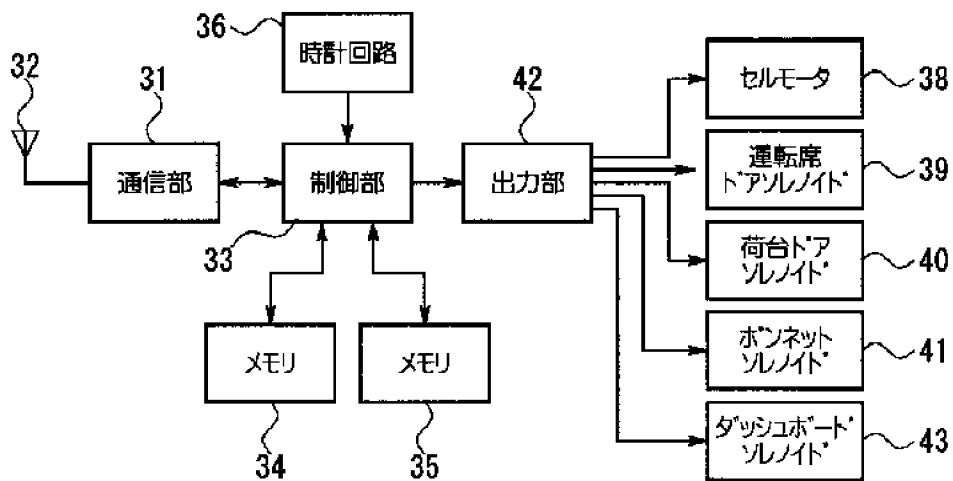 36
時計回路
32
31
通信部
制御部
33
42
出力部
セルモータ
38
運転席
ドアソレノイド
39
荷台ドア
ソレノイド
40
ボンネット
ソレノイド
41
ダッシュボード
ソレノイド
43
メモリ
34
メモリ
35